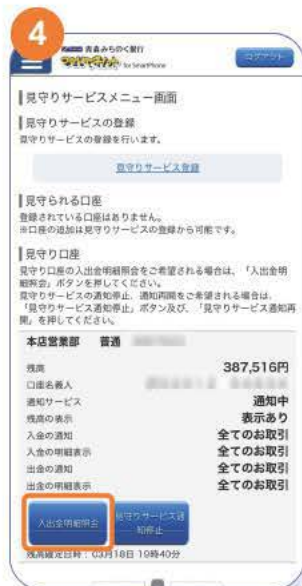 4
青森みちのく銀行
for SmartPhone
ログアウト
見守りサービスメニュー画面
見守りサービスの登録
見守りサービスの登録を行います。
見守りサービス登録
見守られる口座
登録されている口座はありません。
※口座の追加は見守りサービスの登録から可能です。
見守り口座
見守り口座の入出金明細照会をご希望される場合は、「入出金明
細照会」ボタンを押してください。
見守りサービスの通知停止、通知再開をご希望される場合は、
「見守りサービス通知停止」ボタン及び、「見守りサービス通知再
開」を押してください。
本店営業部 普通
残高 387,516円
口座名義人
通知サービス 通知中
残高の表示 表示あり
入金の通知 全てのお取引
入金の明細表示 全てのお取引
出金の通知 全てのお取引
出金の明細表示 全てのお取引
入出金明細照会
見守りサービス通
知停止
残高確定日時：03月18日 10時40分